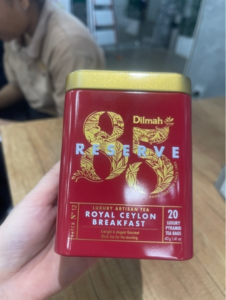 Dilmah
85
RESERVE
LUXURY ARTISAN TEA
ROYAL CEYLON
BREAKFAST
20
LUXURY
PYRAMID
TEA BAGS